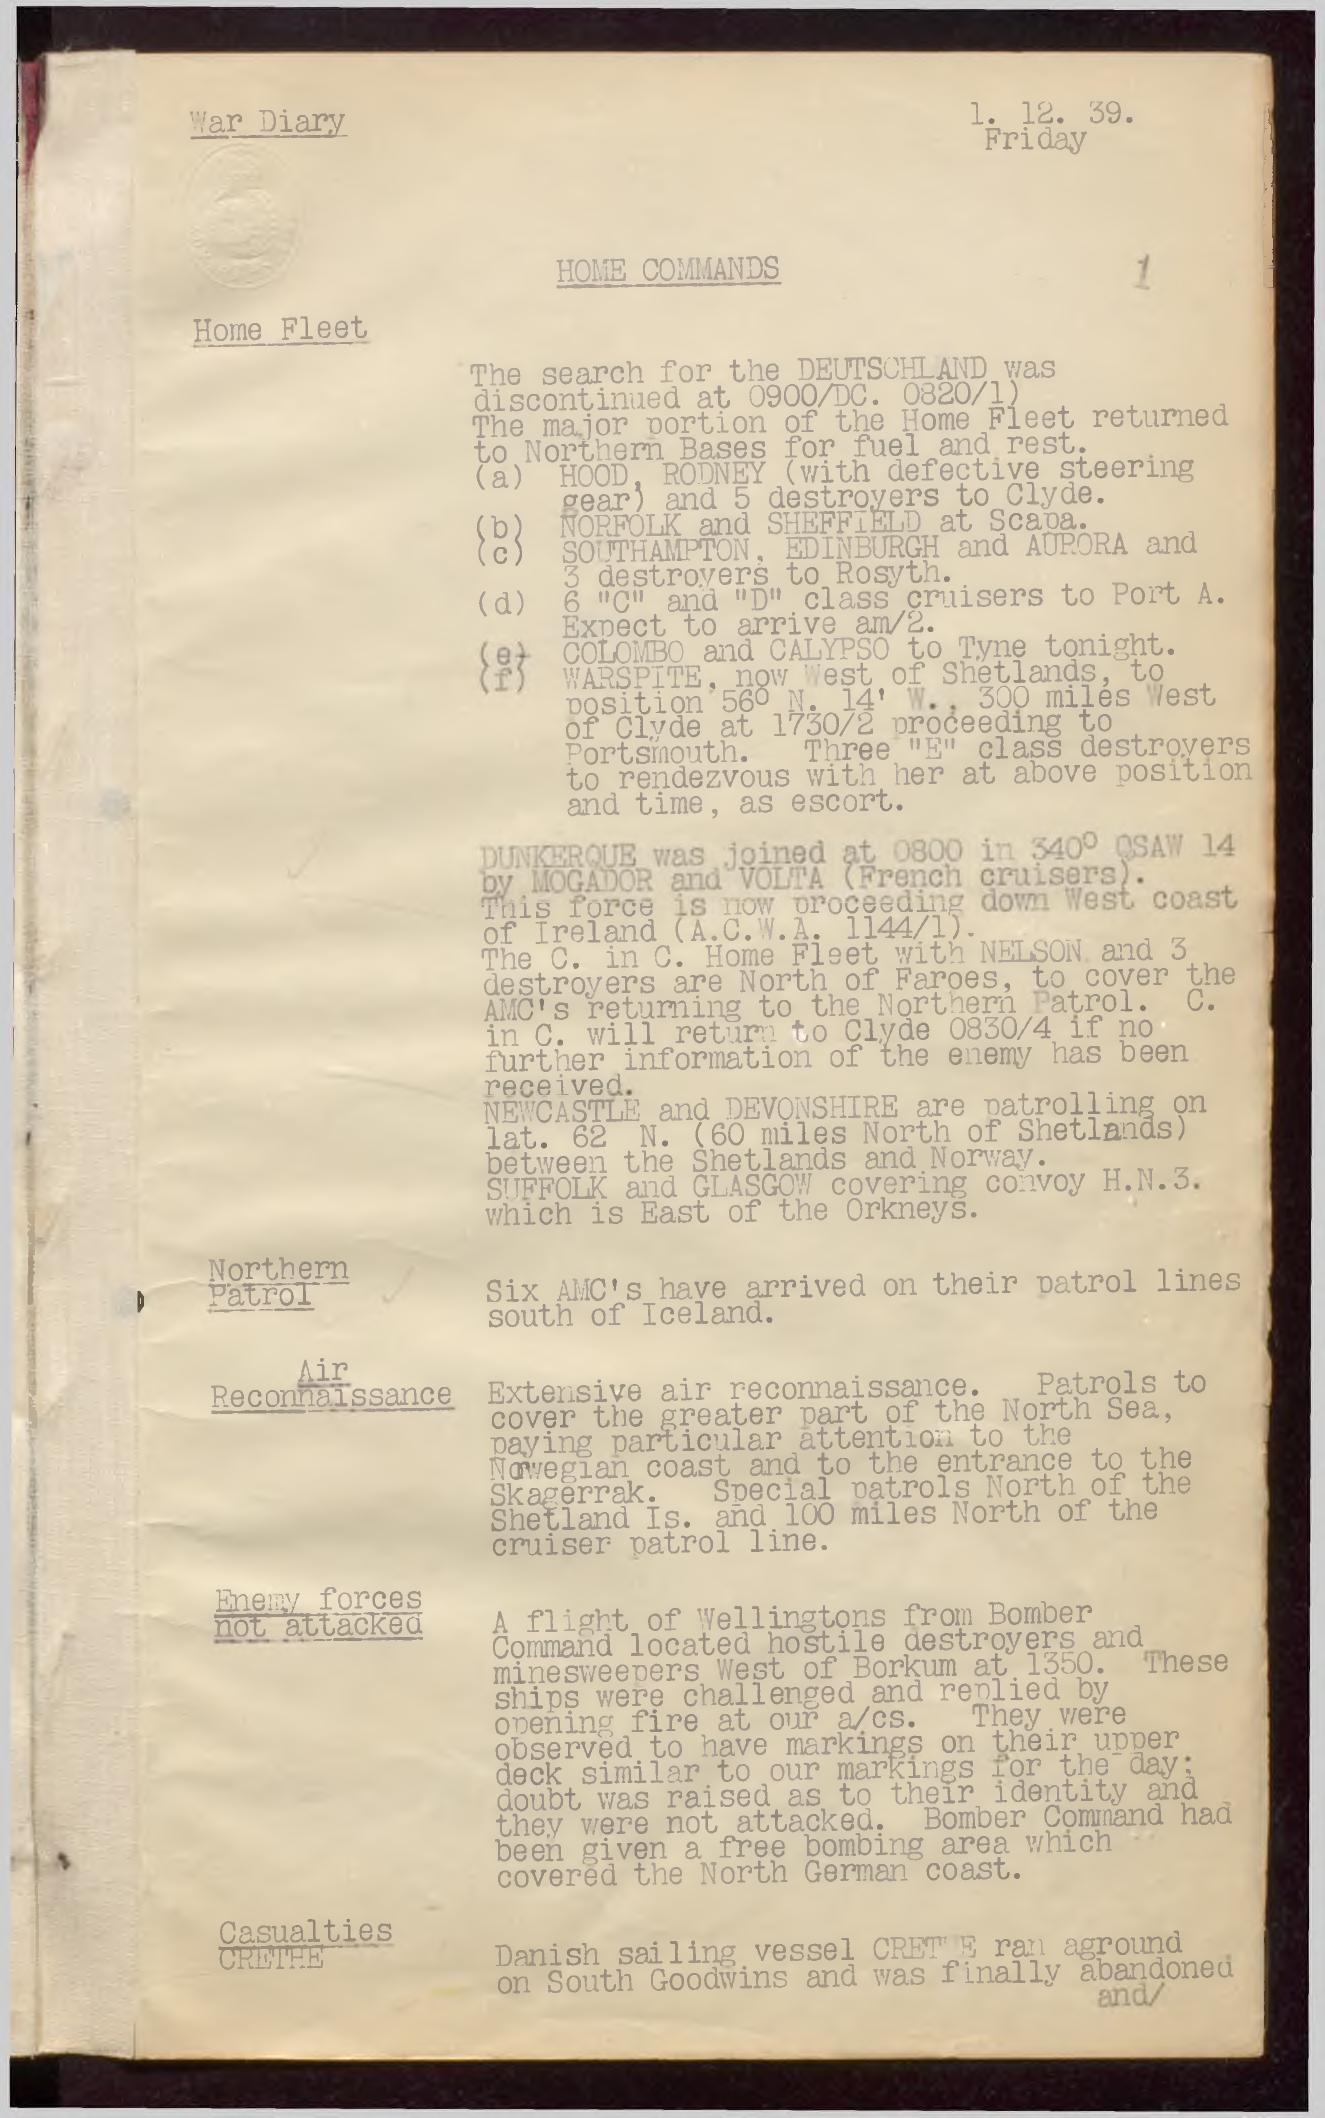 War Diary
1. 12. 39.
Friday
HOME COMMANDS
1
Home Fleet
The search for the DEUTSCHLAND was
discontinued at 0900/DC. 0820/1)
The major portion of the Home Fleet returned
to Northern Bases for fuel and rest.
(a) HOOD, RODNEY (with defective steering
gear) and 5 destroyers to Clyde.
(b) NORFOLK and SHEFFIELD at Scapa.
(c) SOUTHAMPTON, EDINBURGH and AURORA and
3 destroyers to Rosyth.
(d) 6 "C" and "D" class cruisers to Port A.
Expect to arrive am/2.
(e) COLOMBO and CALYPSO to Tyne tonight.
(f) WARSPITE, now West of Shetlands, to
position 56º N. 14' W., 300 miles West
of Clyde at 1730/2 proceeding to
Portsmouth. Three "E" class destroyers
to rendezvous with her at above position
and time, as escort.
DUNKERQUE was joined at 0800 in 340º QSAW 14
by MOGADOR and VOLTA (French cruisers).
This force is now proceeding down West coast
of Ireland (A.C.W.A. 1144/1).
The C. in C. Home Fleet with NELSON and 3
destroyers are North of Faroes, to cover the
AMC's returning to the Northern Patrol. C.
in C. will return to Clyde 0830/4 if no
further information of the enemy has been
received.
NEWCASTLE and DEVONSHIRE are patrolling on
lat. 62 N. (60 miles North of Shetlands)
between the Shetlands and Norway.
SUFFOLK and GLASGOW covering convoy H.N.3.
which is East of the Orkneys.
Northern
Patrol
Six AMC's have arrived on their patrol lines
south of Iceland.
Air
Reconnaissance
Extensive air reconnaissance. Patrols to
cover the greater part of the North Sea,
paying particular attention to the
Norwegian coast and to the entrance to the
Skagerrak. Special patrols North of the
Shetland Is. and 100 miles North of the
cruiser patrol line.
Enemy forces
not attacked
A flight of Wellingtons from Bomber
Command located hostile destroyers and
minesweepers West of Borkum at 1350. These
ships were challenged and replied by
opening fire at our a/cs. They were
observed to have markings on their upper
deck similar to our markings for the day;
doubt was raised as to their identity and
they were not attacked. Bomber Command had
been given a free bombing area which
covered the North German coast.
Casualties
CRETHE
Danish sailing vessel CRETHE ran aground
on South Goodwins and was finally abandoned
and/